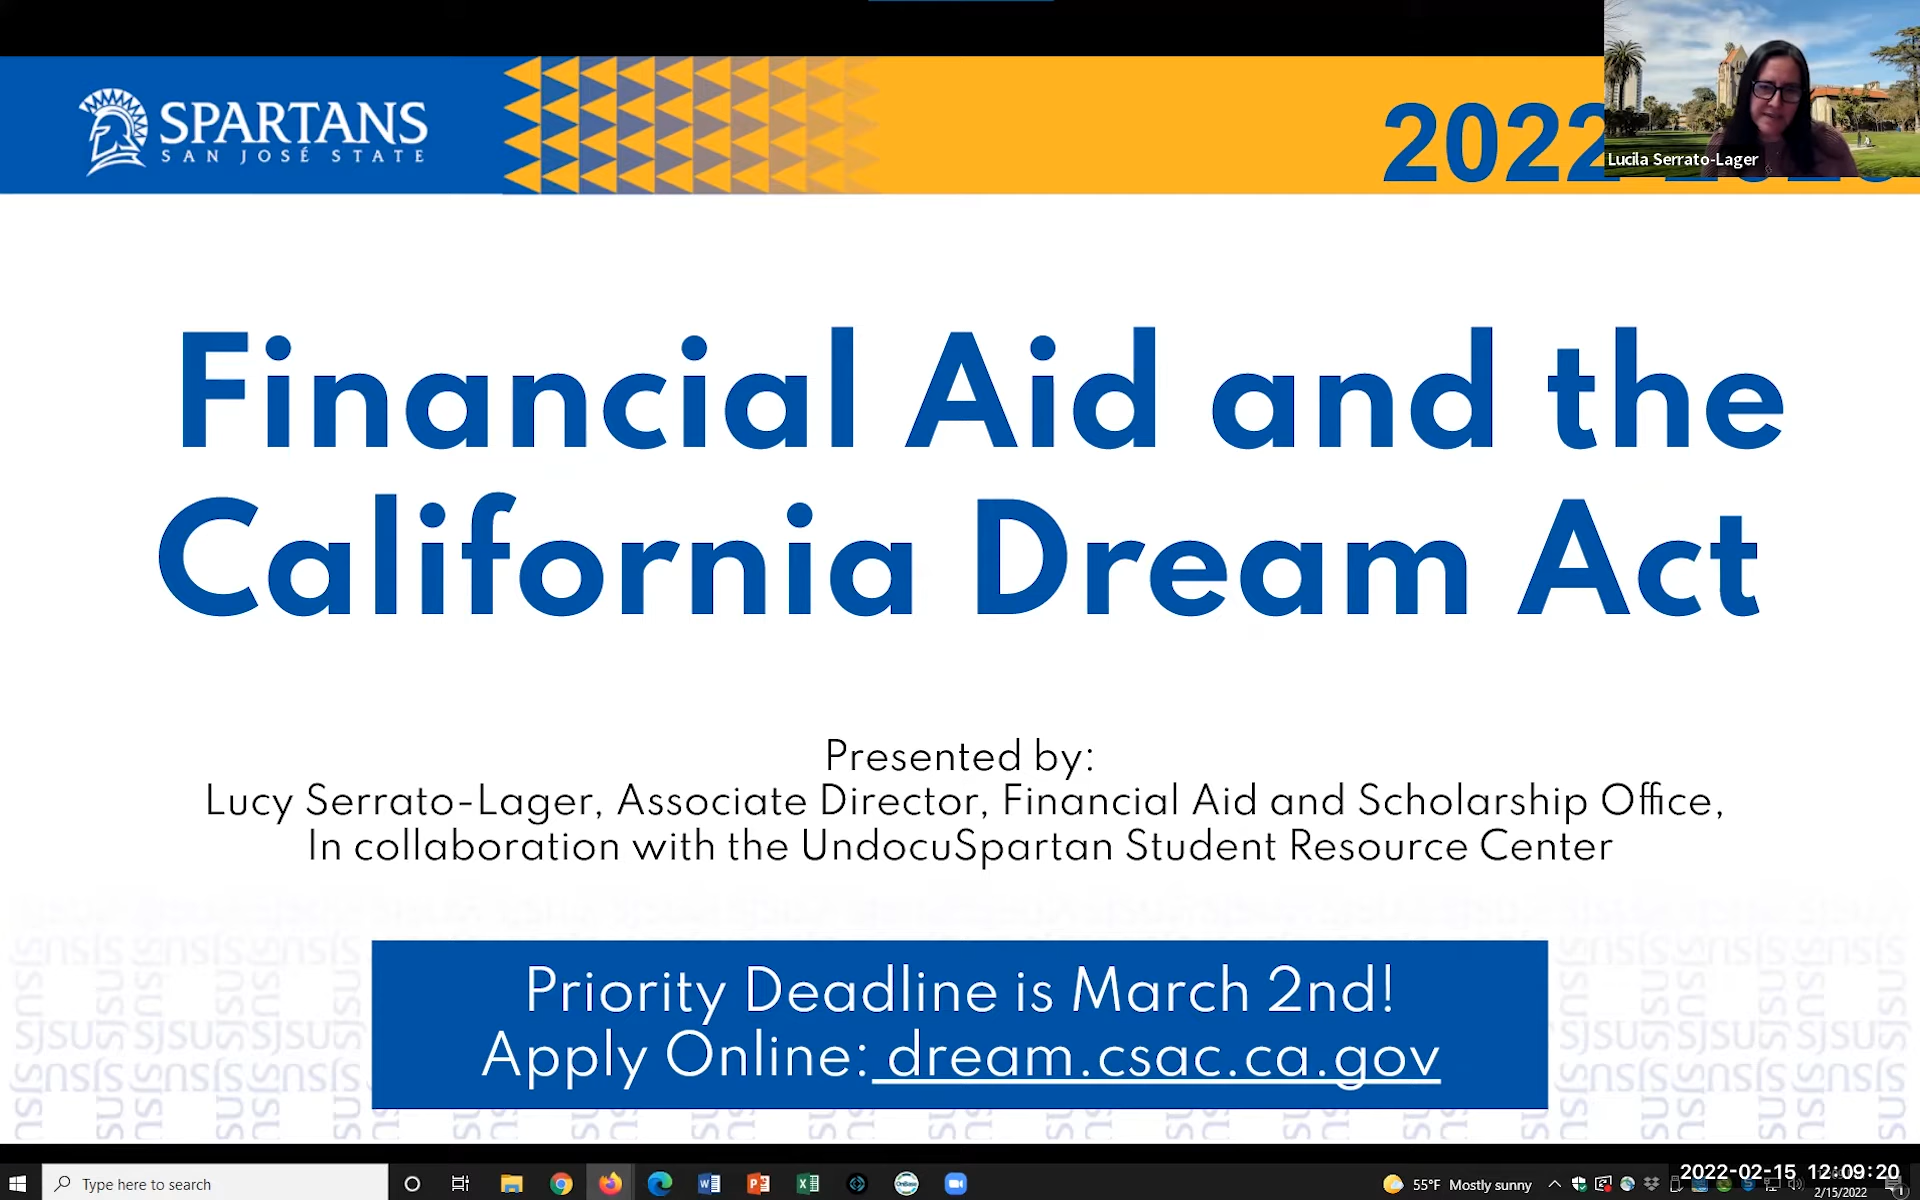 SPARTANS
SAN JOSÉ STATE
2022
Lucila Serrato-Lager
Financial Aid and the
California Dream Act
Presented by:
Lucy Serrato-Lager, Associate Director, Financial Aid and Scholarship Office,
In collaboration with the UndocuSpartan Student Resource Center
Priority Deadline is March 2nd!
Apply Online: dream.csac.ca.gov
Type here to search
55°F Mostly sunny
2022-02-15 12:09:20
2/15/2022